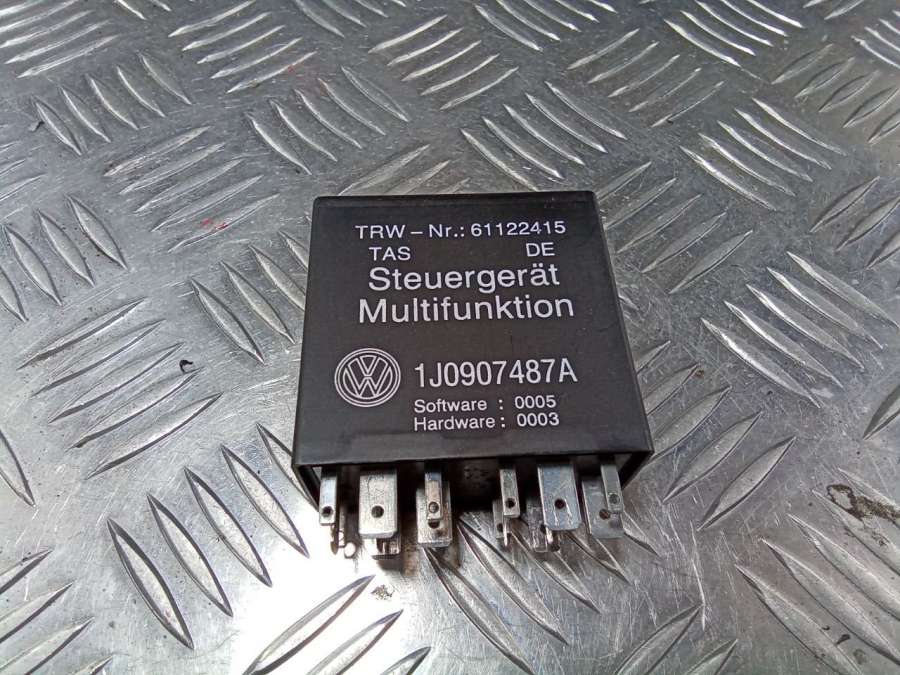 TRW – Nr.: 61122415
TAS DE
Steuergerät
Multifunktion
1J0907487A
Software : 0005
Hardware : 0003